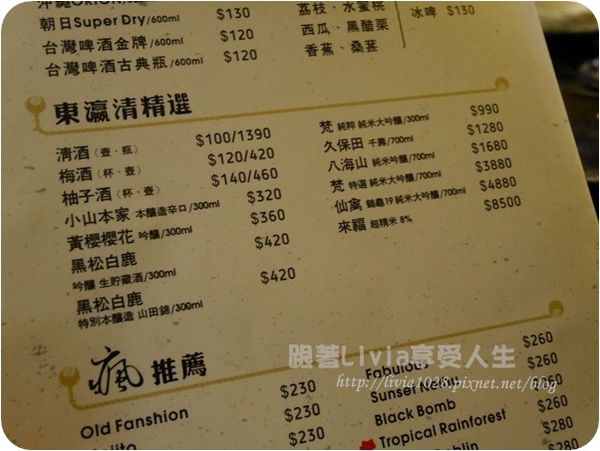 朝日Super Dry/600ml $130
台灣啤酒金牌/600ml $120
台灣啤酒古典瓶/600ml $120
荔枝、水蜜桃
西瓜、黑醋栗
香蕉、桑葚
冰啤 $130
東瀛清精選
清酒(壺、瓶) $100/1390
梅酒(杯、壺) $120/420
柚子酒(杯、壺) $140/460
小山本家 本釀造辛口/300ml $320
黃櫻櫻花 吟釀/300ml $360
黑松白鹿 $420
吟釀 生貯藏酒/300ml
黑松白鹿 $420
特別本釀造 山田錦/300ml
梵 純粋 純米大吟釀/300ml $990
久保田 千壽/700ml $1280
八海山 純米吟釀/700ml $1680
梵 特選 純米大吟釀/700ml $3880
仙禽 鶴龜19 純米大吟釀/700ml $4880
來福 超精米 8% $8500
瘋 推薦
Old Fanshion $230
Mojito $230
Fabulous $260
Sunset Neon $260
Black Bomb $260
Tropical Rainforest $280
$280
跟著Livia享受人生
http://livia1028.pixnet.net/blog